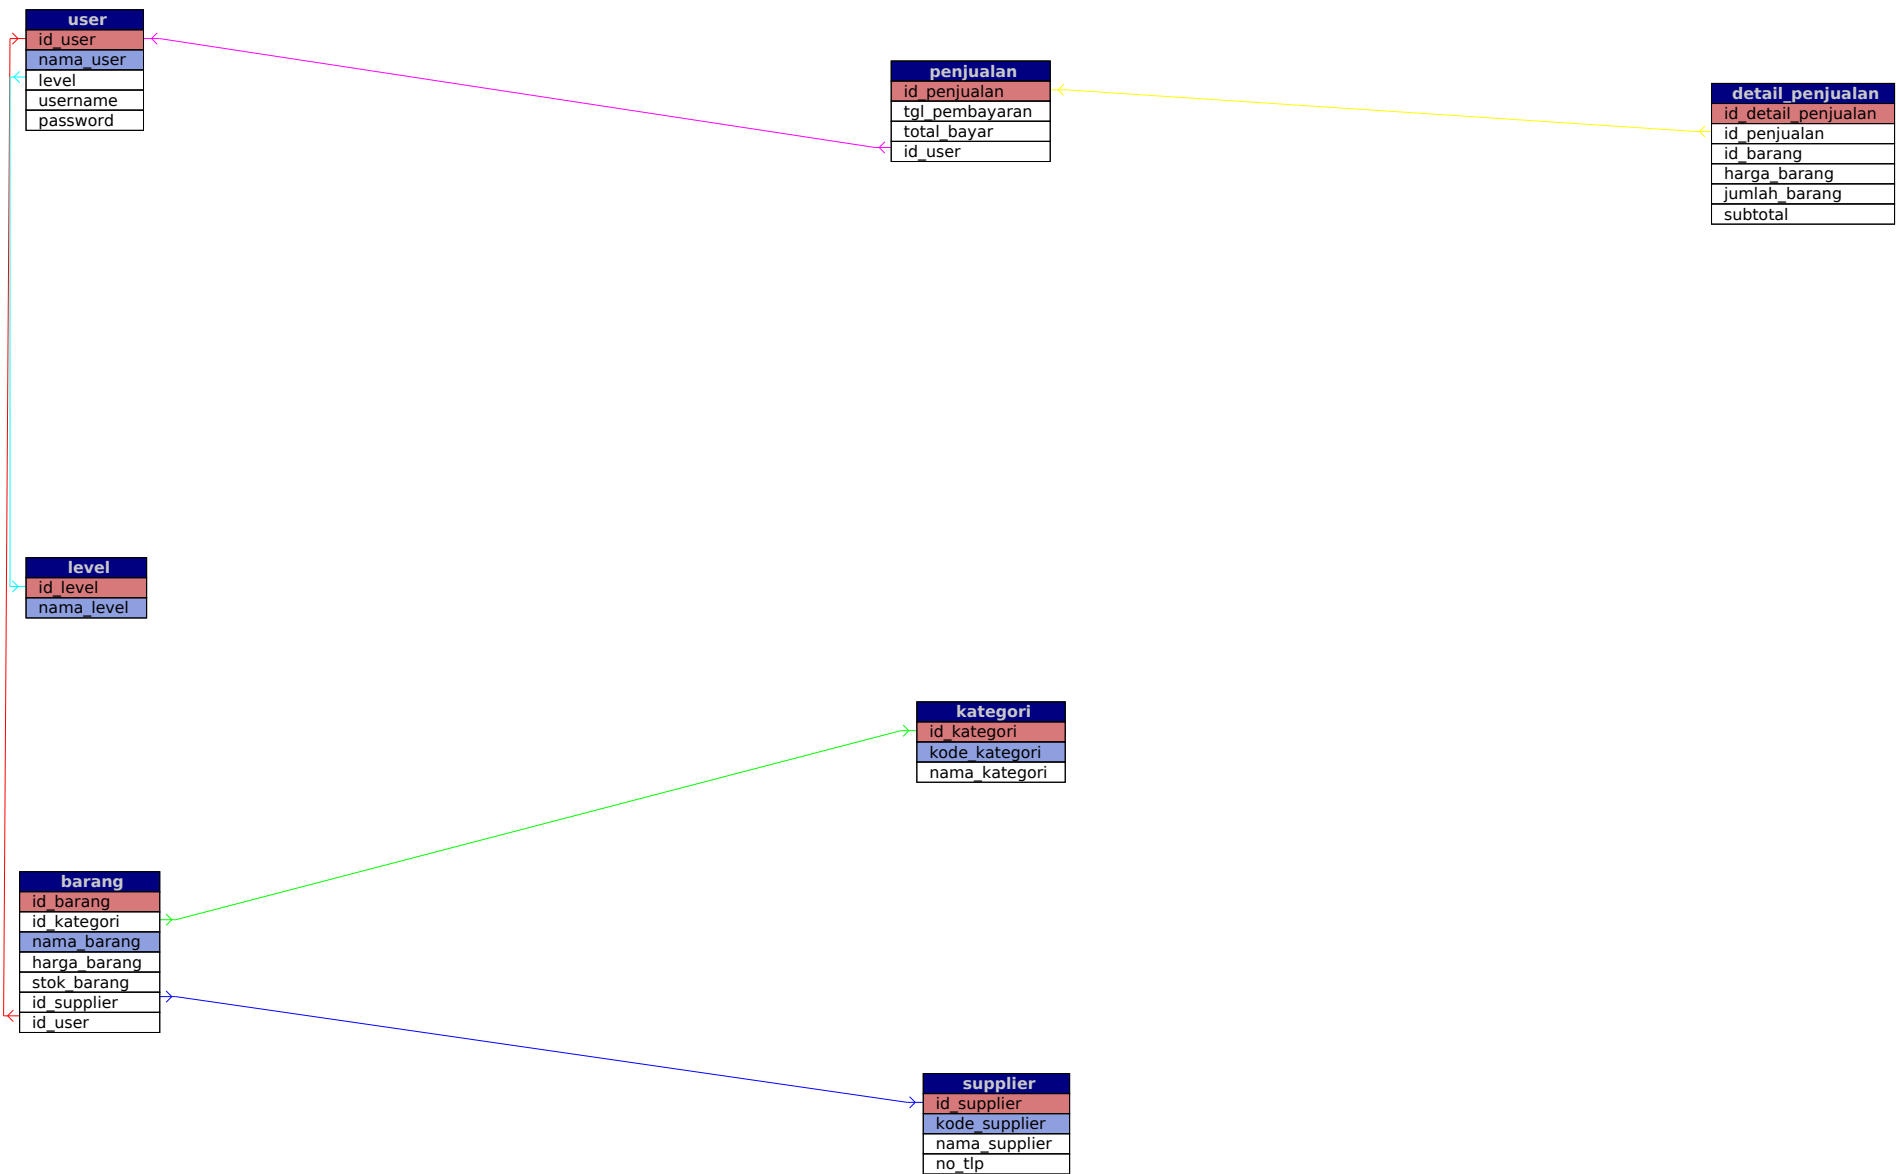 user
id_user
nama_user
level
username
password
penjualan
id_penjualan
tgl_pembayaran
total_bayar
id_user
detail_penjualan
id_detail_penjualan
id_penjualan
id_barang
harga_barang
jumlah_barang
subtotal
level
id_level
nama_level
kategori
id_kategori
kode_kategori
nama_kategori
barang
id_barang
id_kategori
nama_barang
harga_barang
stok_barang
id_supplier
id_user
supplier
id_supplier
kode_supplier
nama_supplier
no_tlp